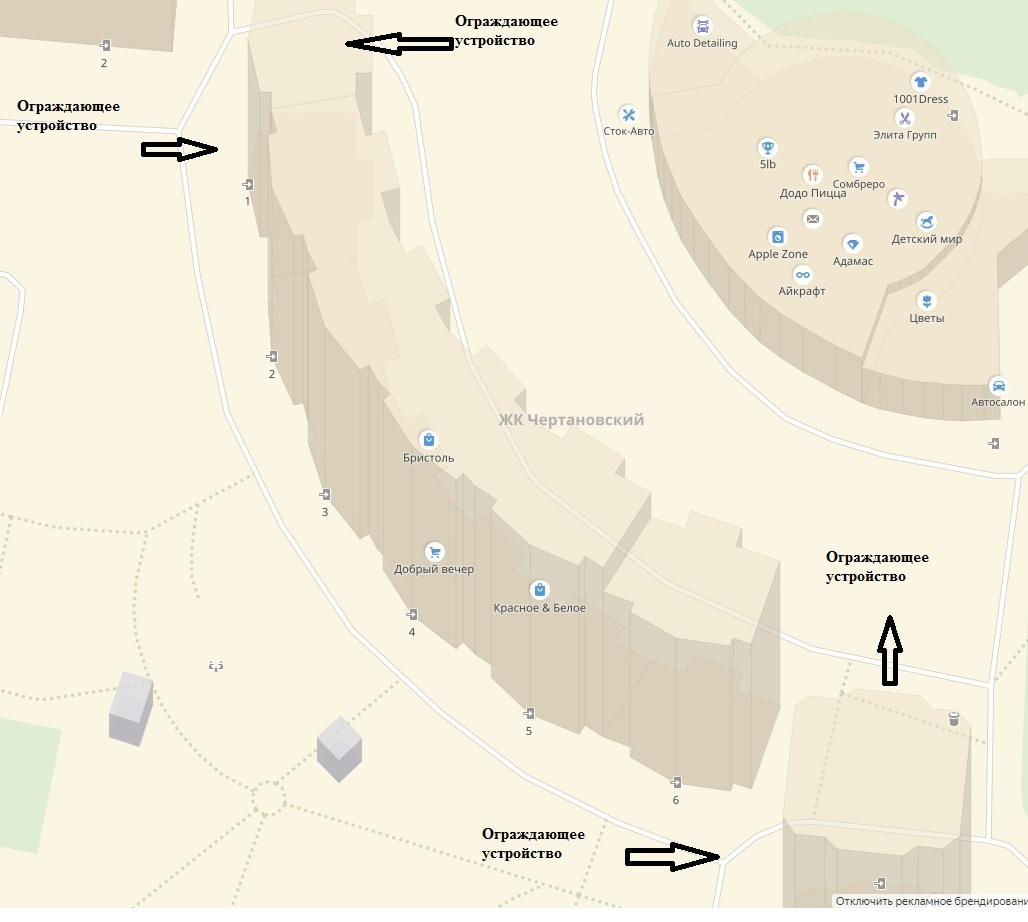 Ограждающее
устройство
Auto Detailing
2
1001Dress
Ограждающее
устройство
Сток-Авто
Элита Групп
5lb
Додо Пицца
Сомбреро
1
Детский мир
Apple Zone
Адамас
Айкрафт
Цветы
2
Автосалон
ЖК Чертановский
Бристоль
3
Ограждающее
устройство
Добрый вечер
Красное & Белое
4
5
6
Ограждающее
устройство
Отключить рекламное брендировани